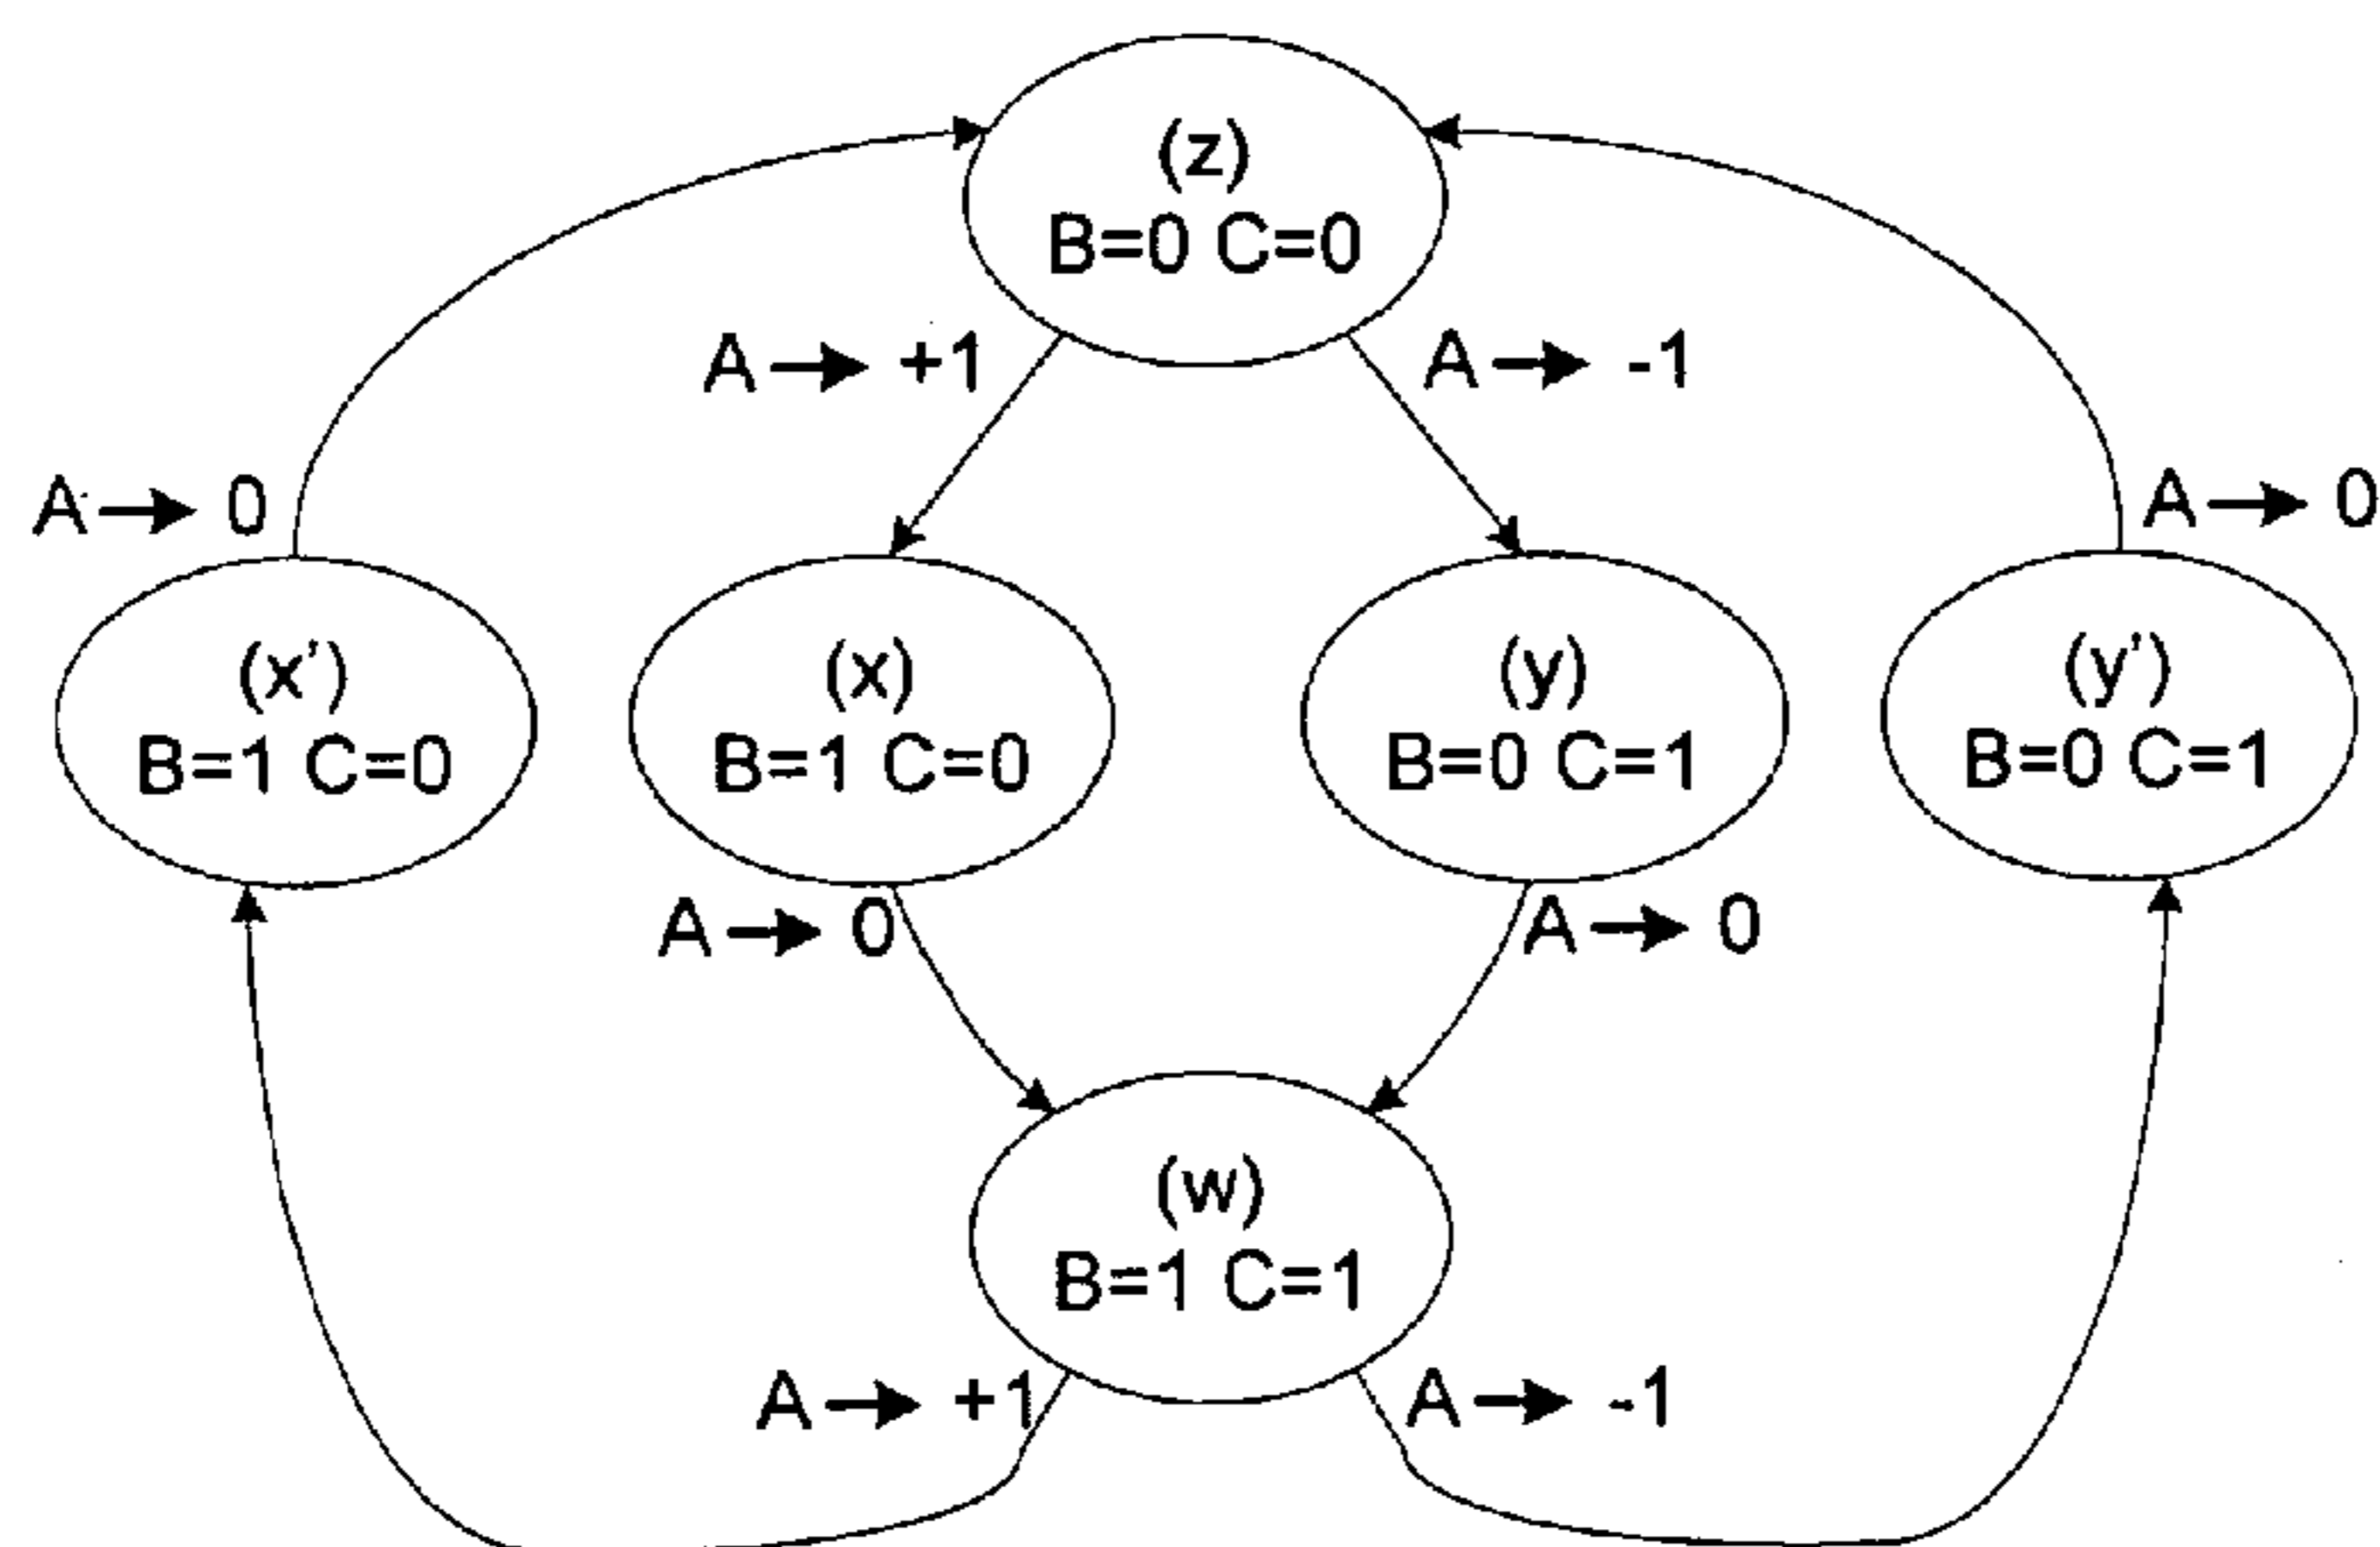 (z)
B=0 C=0
A → +1
A → -1
A → 0
A → 0
(x')
B=1 C=0
(x)
B=1 C=0
(y)
B=0 C=1
(y')
B=0 C=1
A → 0
A → 0
(w)
B=1 C=1
A → +1
A → -1